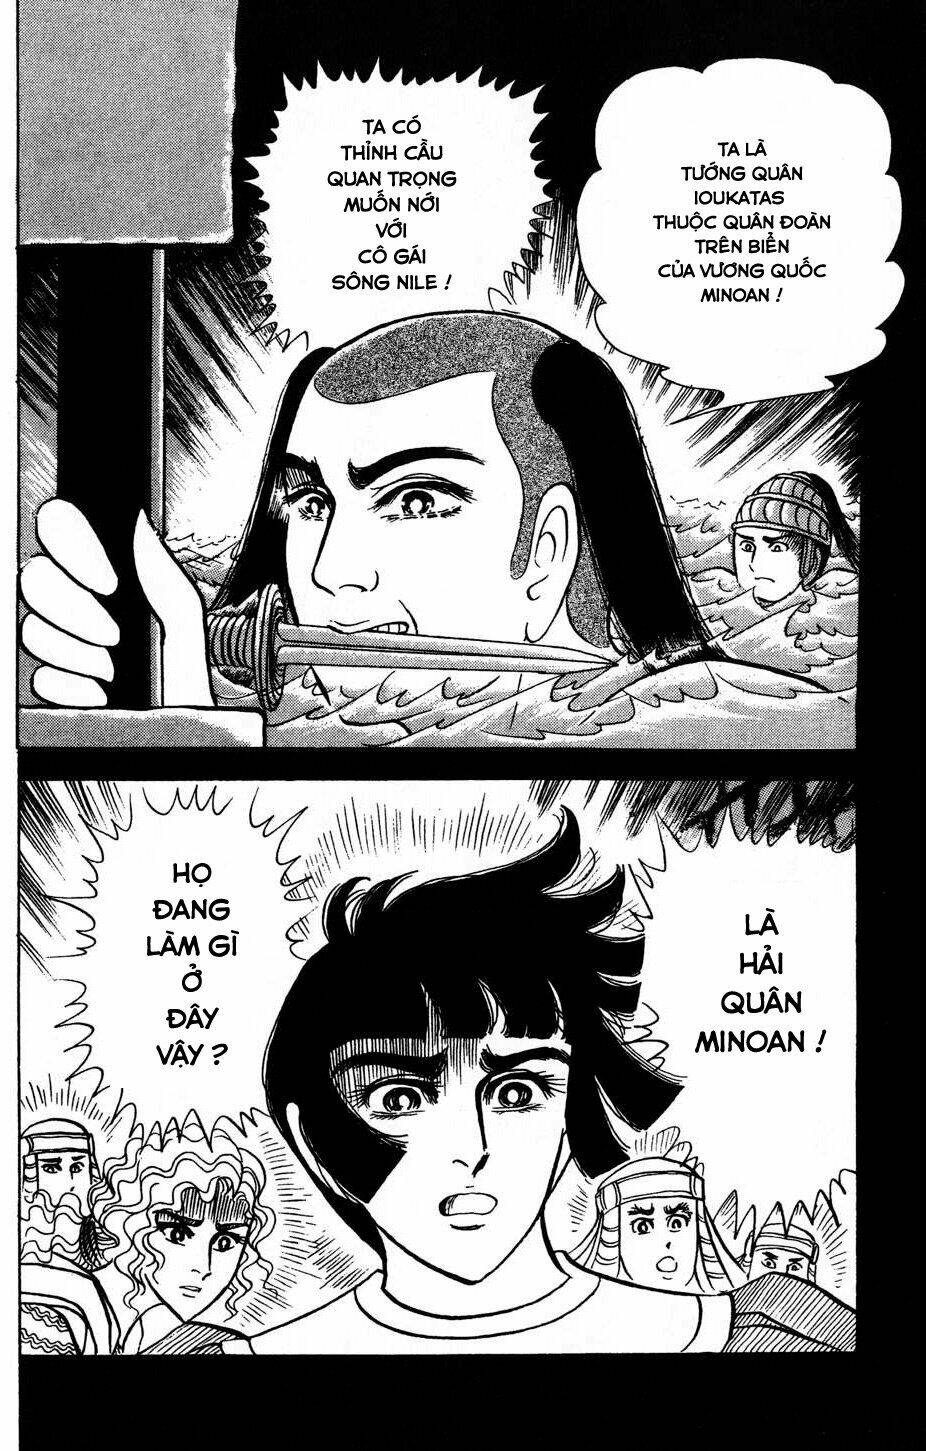 TA LÀ
TƯỚNG QUÂN
IOUKATAS
THUỘC QUÂN ĐOÀN
TRÊN BIỂN
CỦA VƯƠNG QUỐC
MINOAN !
TA CÓ
THỈNH CẦU
QUAN TRỌNG
MUỐN NỚI
VỚI
CÔ GÁI
SÔNG NILE !
LÀ
HẢI
QUÂN
MINOAN !
HỌ
ĐANG
LÀM GÌ
Ở
ĐÂY
VẬY ?